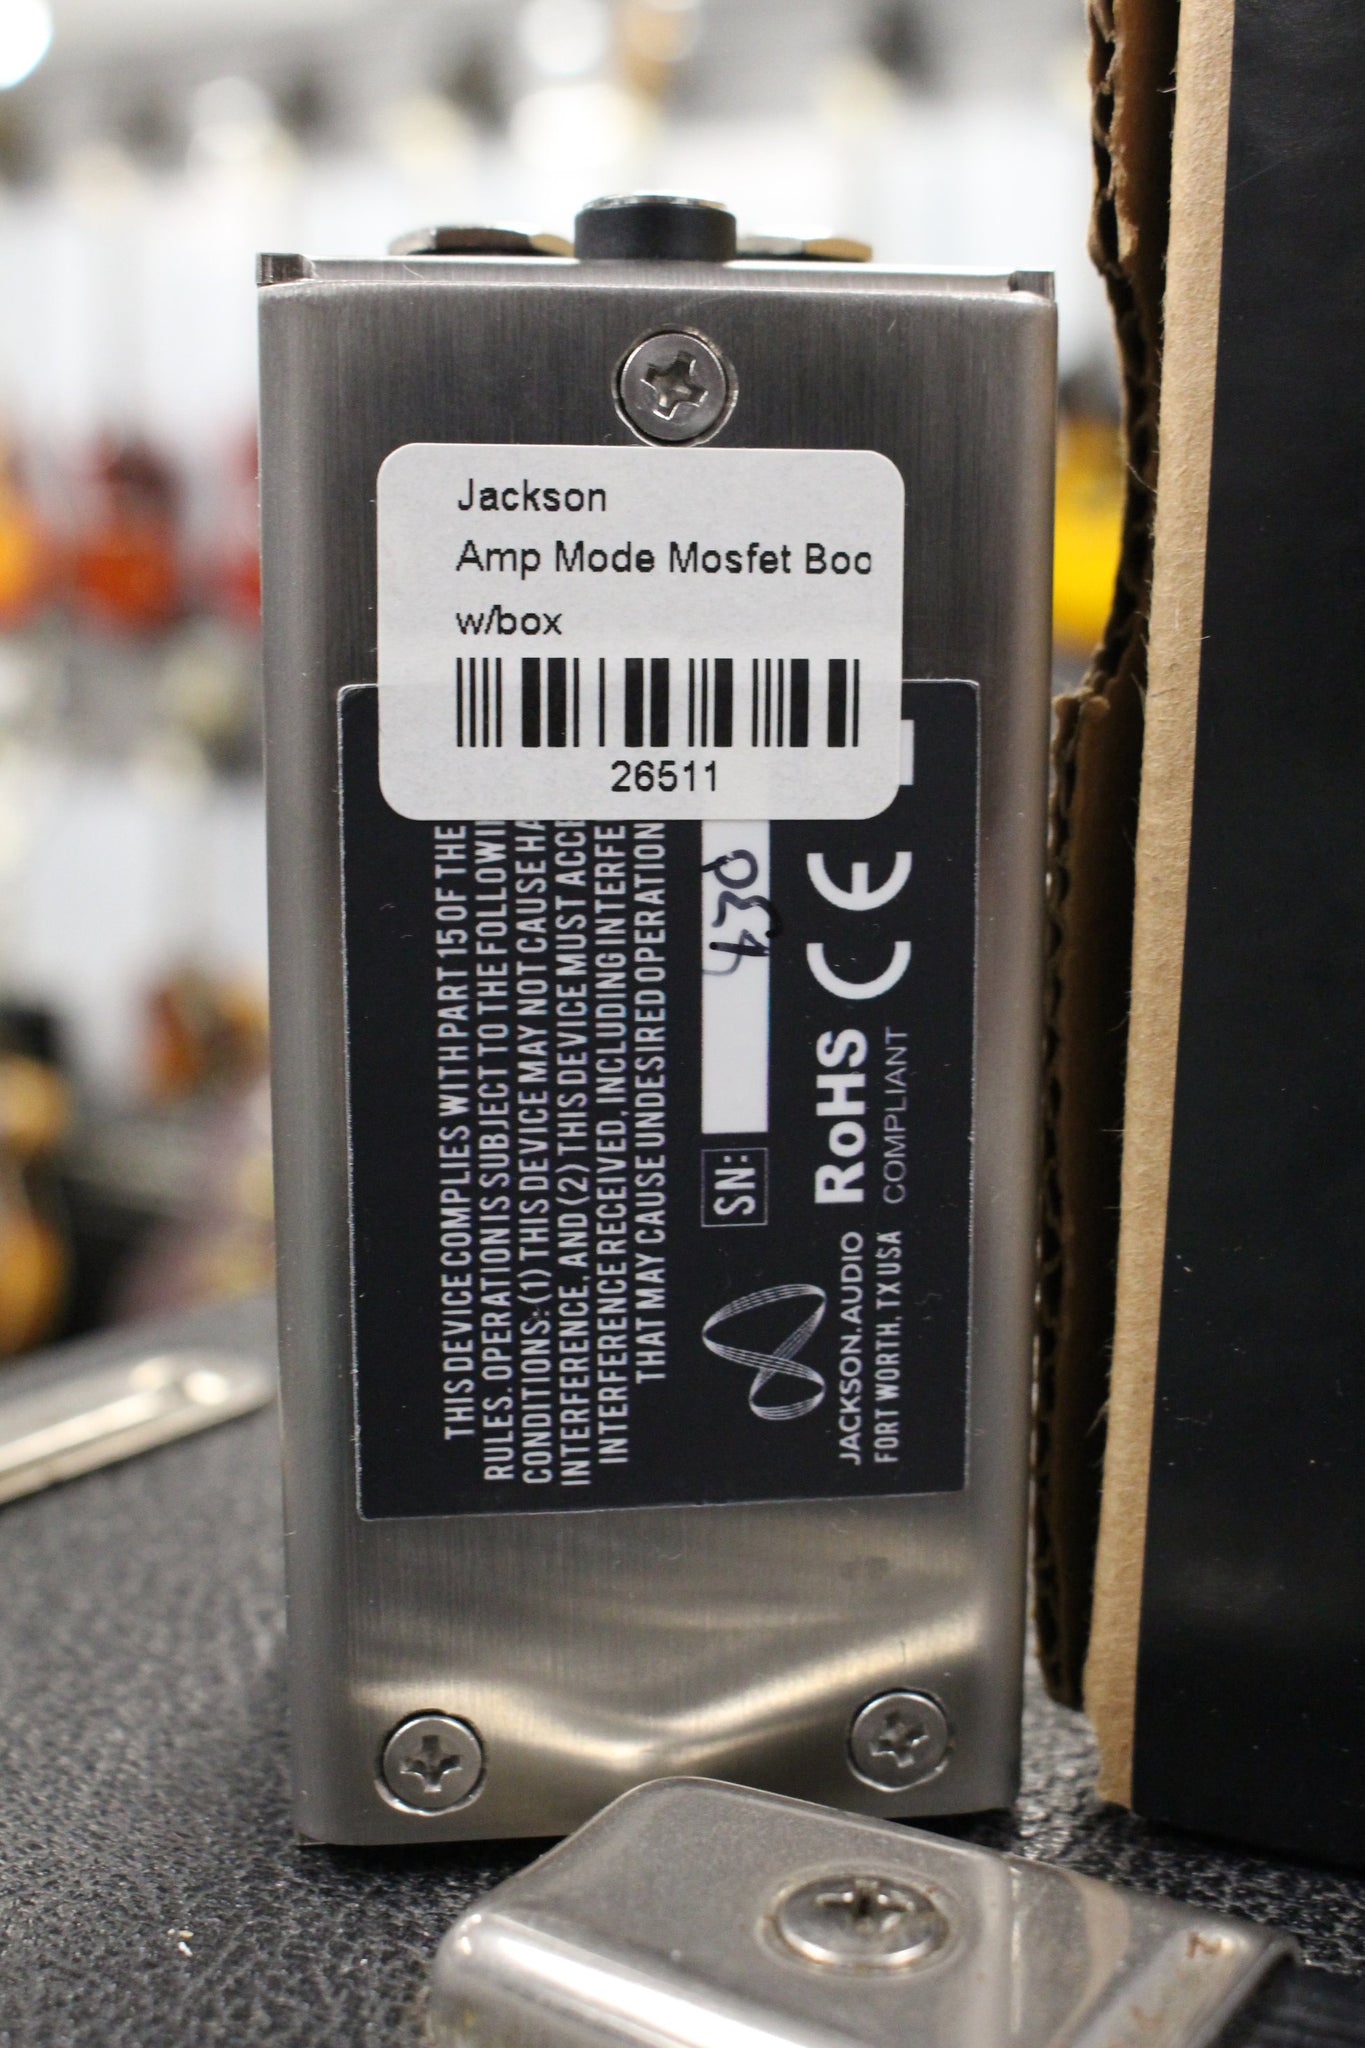 Jackson
Amp Mode Mosfet Boo
w/box
26511
THIS DEVICE COMPLIES WITH PART 15 OF THE
RULES. OPERATION IS SUBJECT TO THE FOLLOWI
CONDITIONS: (1) THIS DEVICE MAY NOT CAUSE HA
INTERFERENCE, AND (2) THIS DEVICE MUST ACCE
INTERFERENCE RECEIVED, INCLUDING INTERFE
THAT MAY CAUSE UNDESIRED OPERATION
SN:
RoHS CE
COMPLIANT
JACKSON.AUDIO
FORT WORTH, TX USA